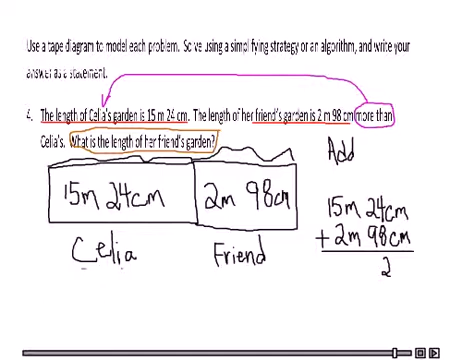 Use a tape diagram to model each problem. Solve using a simplifying strategy or an algorithm, and write your
answer as a statement.
4. The length of Celia's garden is 15 m 24 cm. The length of her friend's garden is 2 m 98 cm more than
Celia's. What is the length of her friend's garden?
Add
15m 24cm
2m 98cm
Celia
Friend
15m 24cm
+ 2m 98cm
2